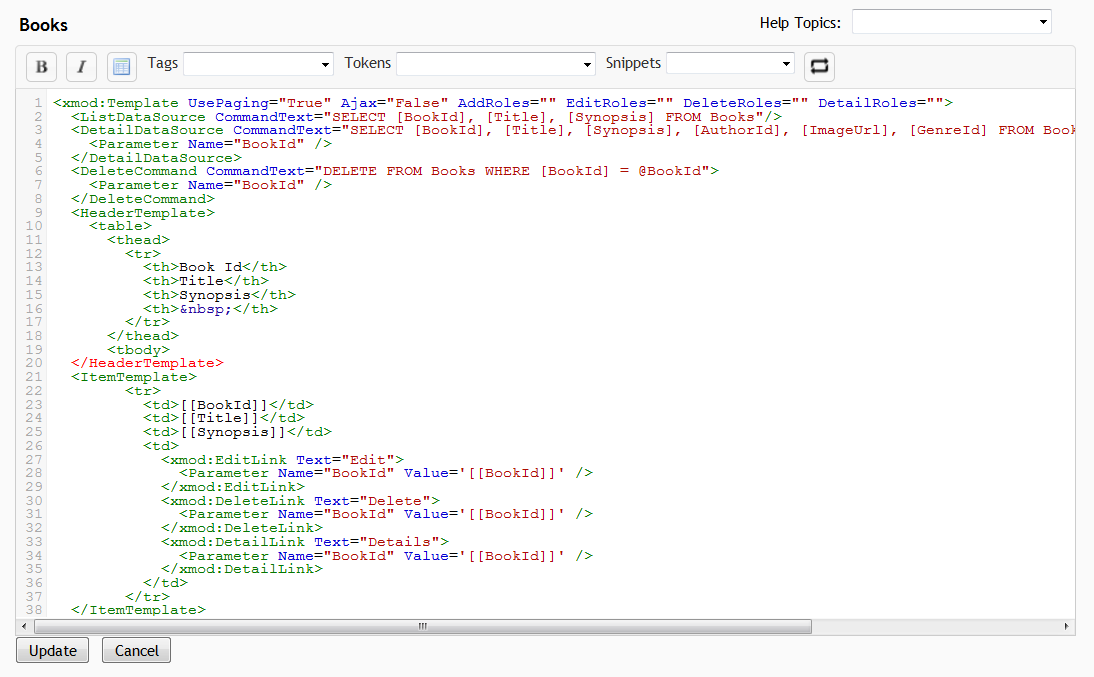 Books
Help Topics:
B I Tags Tokens Snippets
1 <xmod:Template UsePaging="True" Ajax="False" AddRoles="" EditRoles="" DeleteRoles="" DetailRoles="">
2 <ListDataSource CommandText="SELECT [BookId], [Title], [Synopsis] FROM Books"/>
3 <DetailDataSource CommandText="SELECT [BookId], [Title], [Synopsis], [AuthorId], [ImageUrl], [GenreId] FROM Book
4 <Parameter Name="BookId" />
5 </DetailDataSource>
6 <DeleteCommand CommandText="DELETE FROM Books WHERE [BookId] = @BookId">
7 <Parameter Name="BookId" />
8 </DeleteCommand>
9 <HeaderTemplate>
10 <table>
11 <thead>
12 <tr>
13 <th>Book Id</th>
14 <th>Title</th>
15 <th>Synopsis</th>
16 <th>&nbsp;</th>
17 </tr>
18 </thead>
19 <tbody>
20 </HeaderTemplate>
21 <ItemTemplate>
22 <tr>
23 <td>[[BookId]]</td>
24 <td>[[Title]]</td>
25 <td>[[Synopsis]]</td>
26 <td>
27 <xmod:EditLink Text="Edit">
28 <Parameter Name="BookId" Value='[[BookId]]' />
29 </xmod:EditLink>
30 <xmod:DeleteLink Text="Delete">
31 <Parameter Name="BookId" Value='[[BookId]]' />
32 </xmod:DeleteLink>
33 <xmod:DetailLink Text="Details">
34 <Parameter Name="BookId" Value='[[BookId]]' />
35 </xmod:DetailLink>
36 </td>
37 </tr>
38 </ItemTemplate>
Update Cancel